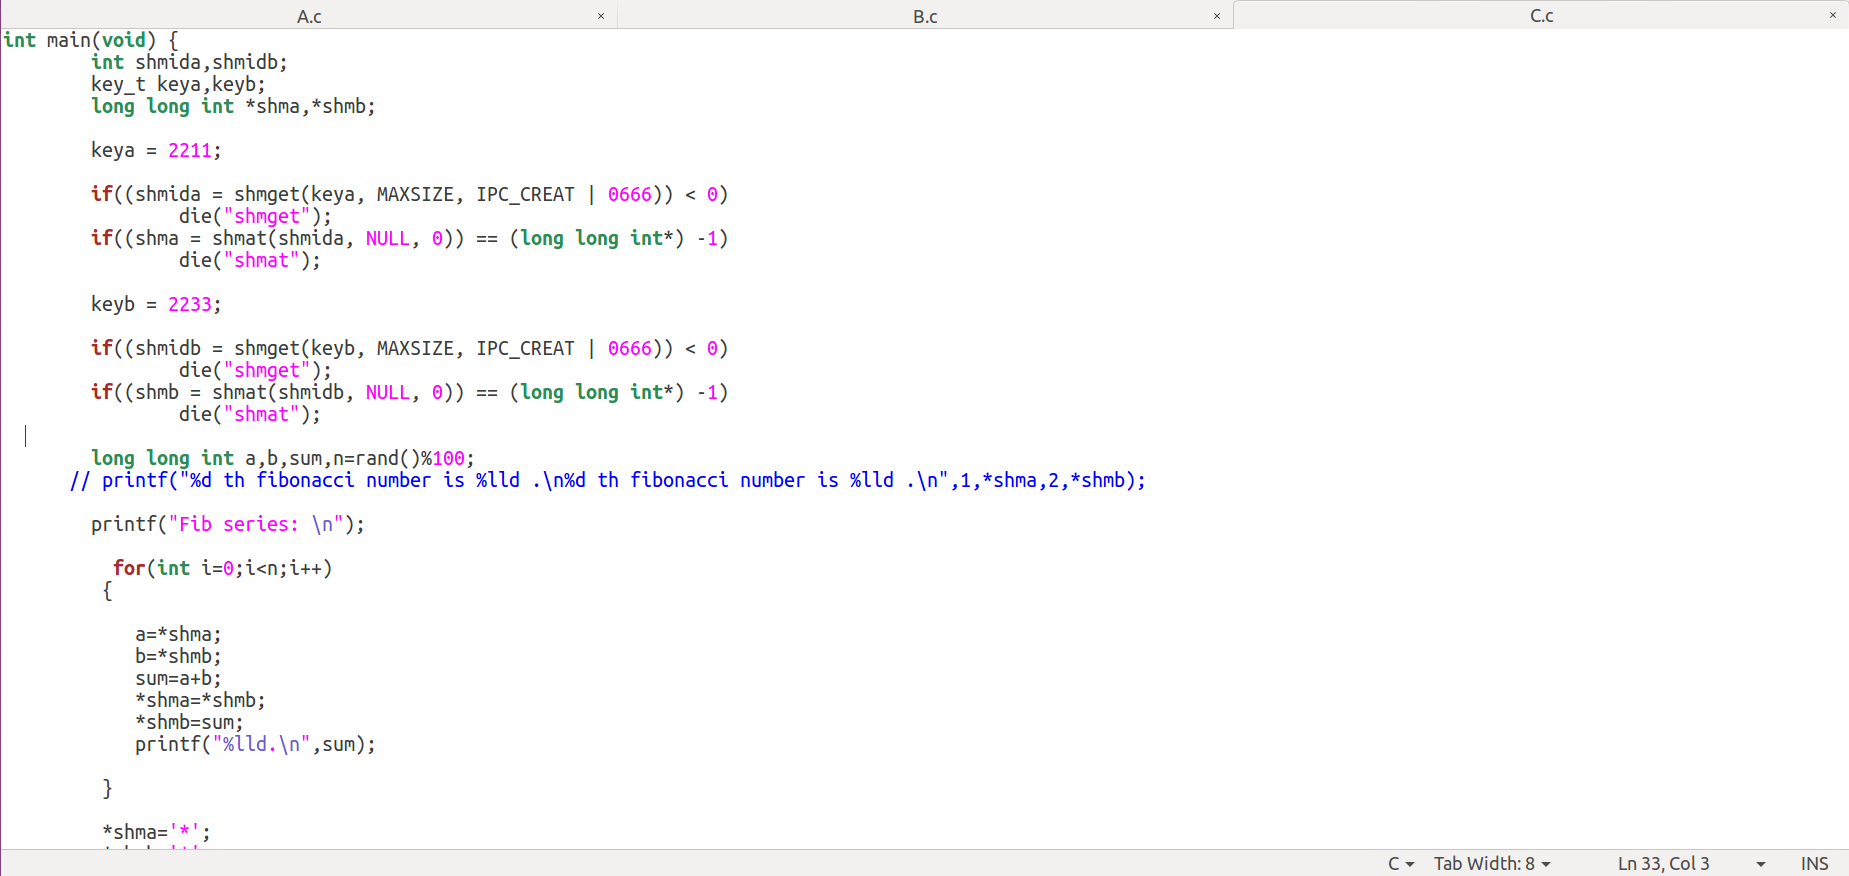 A.c × B.c × C.c ×
int main(void) {
int shmida,shmidb;
key_t keya,keyb;
long long int *shma,*shmb;
keya = 2211;
if((shmida = shmget(keya, MAXSIZE, IPC_CREAT | 0666)) < 0)
die("shmget");
if((shma = shmat(shmida, NULL, 0)) == (long long int*) -1)
die("shmat");
keyb = 2233;
if((shmidb = shmget(keyb, MAXSIZE, IPC_CREAT | 0666)) < 0)
die("shmget");
if((shmb = shmat(shmidb, NULL, 0)) == (long long int*) -1)
die("shmat");
long long int a,b,sum,n=rand()%100;
// printf("%d th fibonacci number is %lld .\n%d th fibonacci number is %lld .\n",1,*shma,2,*shmb);
printf("Fib series: \n");
for(int i=0;i<n;i++)
{
a=*shma;
b=*shmb;
sum=a+b;
*shma=*shmb;
*shmb=sum;
printf("%lld.\n",sum);
}
*shma='*';
C Tab Width: 8 Ln 33, Col 3 INS